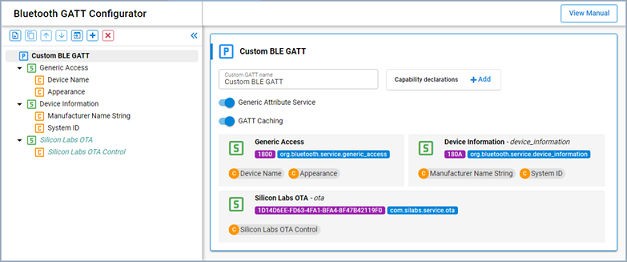 Bluetooth GATT Configurator
View Manual
P Custom BLE GATT
S Generic Access
C Device Name
C Appearance
S Device Information
C Manufacturer Name String
C System ID
S Silicon Labs OTA
C Silicon Labs OTA Control
P Custom BLE GATT
Custom GATT name
Custom BLE GATT
Capability declarations + Add
Generic Attribute Service
GATT Caching
S Generic Access
1800 org.bluetooth.service.generic_access
C Device Name C Appearance
S Device Information - device_information
180A org.bluetooth.service.device_information
C Manufacturer Name String C System ID
S Silicon Labs OTA - ota
1D14D6EE-FD63-4FA1-BFA4-8F47B42119F0 com.silabs.service.ota
C Silicon Labs OTA Control